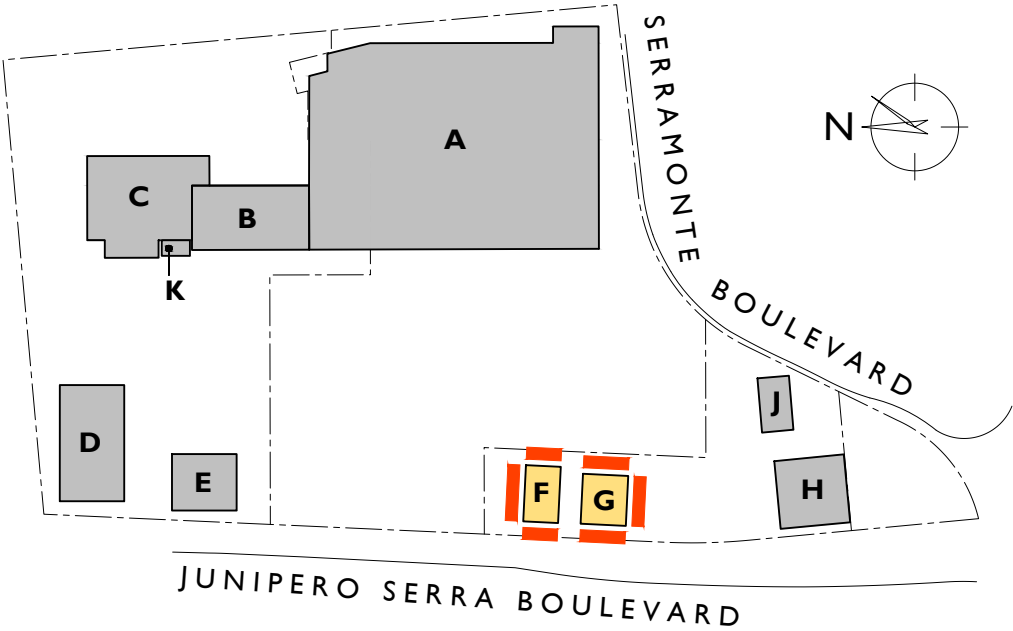 SERRAMONTE BOULEVARD
A
N
C
B
K
J
D
E
F
G
H
JUNIPERO SERRA BOULEVARD